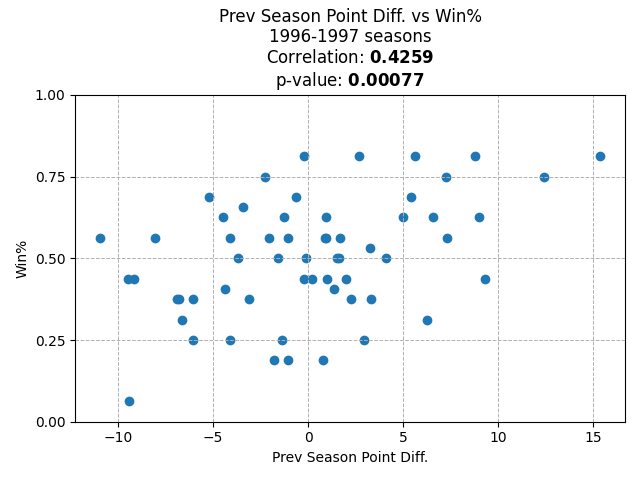 Prev Season Point Diff. vs Win%
1996-1997 seasons
Correlation: 0.4259
p-value: 0.00077
1.00
0.75
0.50
0.25
0.00
Win%
−10
−5
0
5
10
15
Prev Season Point Diff.